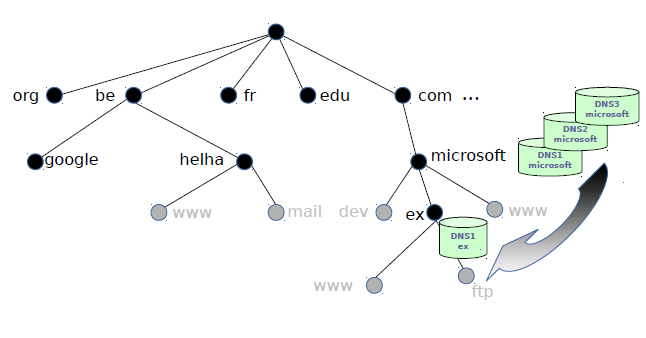 org
be
fr
edu
com ...
DNS3
microsoft
DNS2
microsoft
DNS1
microsoft
google
helha
microsoft
www
mail
dev
ex
www
DNS1
ex
www
ftp